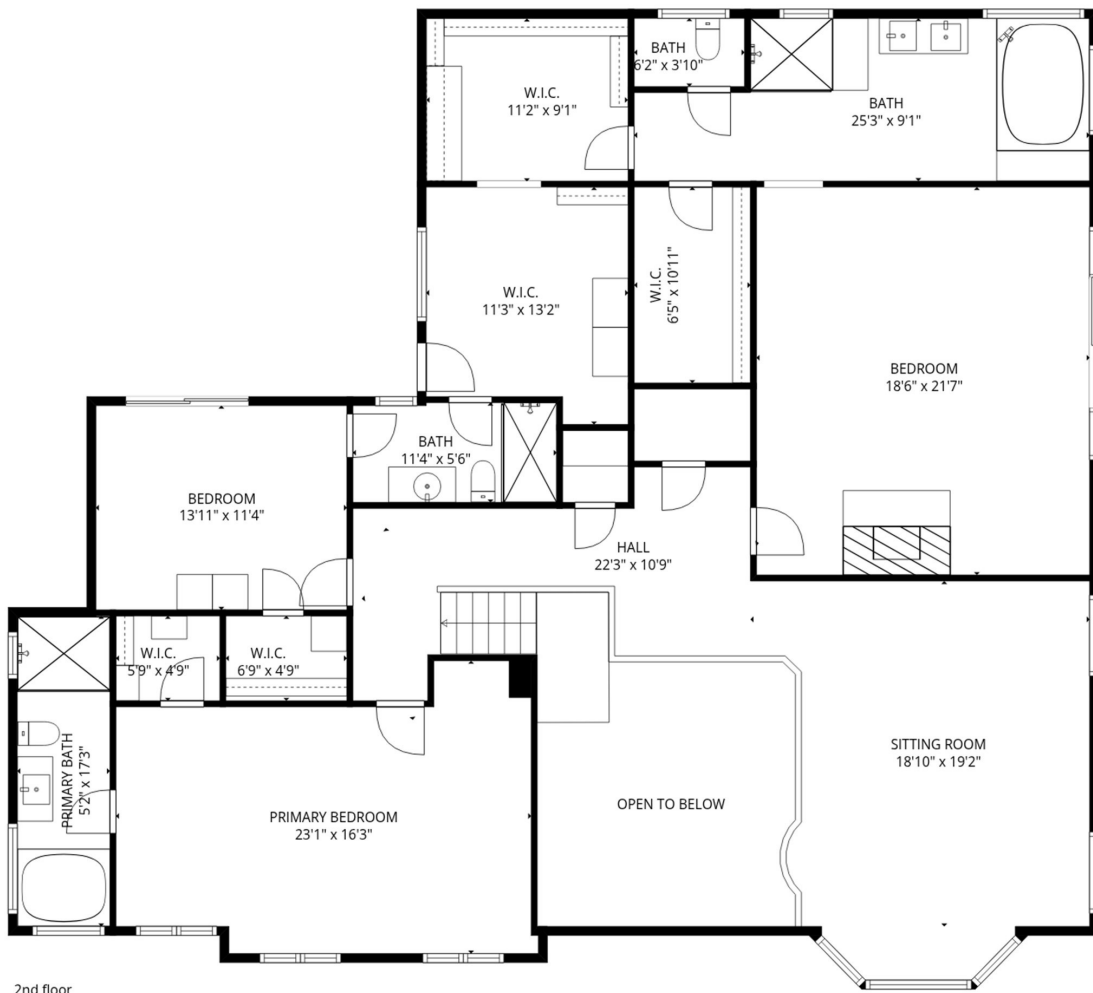 BATH
6'2" x 3'10"
W.I.C.
11'2" x 9'1"
BATH
25'3" x 9'1"
W.I.C.
11'3" x 13'2"
W.I.C.
6'5" x 10'11"
BEDROOM
18'6" x 21'7"
BATH
11'4" x 5'6"
BEDROOM
13'11" x 11'4"
HALL
22'3" x 10'9"
W.I.C.
5'9" x 4'9"
W.I.C.
6'9" x 4'9"
PRIMARY BATH
5'2" x 17'3"
SITTING ROOM
18'10" x 19'2"
OPEN TO BELOW
PRIMARY BEDROOM
23'1" x 16'3"
2nd floor